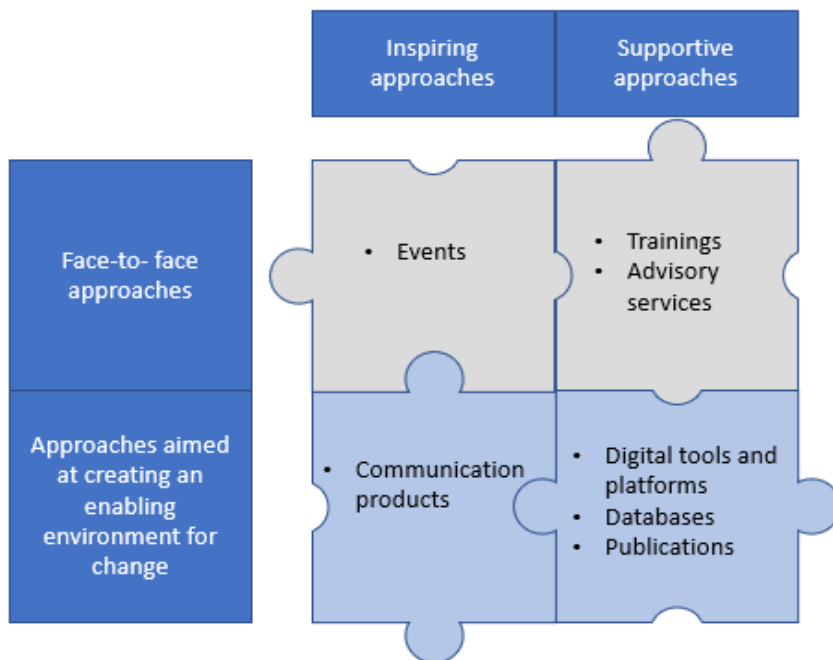 Inspiring
approaches
Supportive
approaches
Face-to- face
approaches
• Events
• Trainings
• Advisory
services
Approaches aimed
at creating an
enabling
environment for
change
• Communication
products
• Digital tools and
platforms
• Databases
• Publications